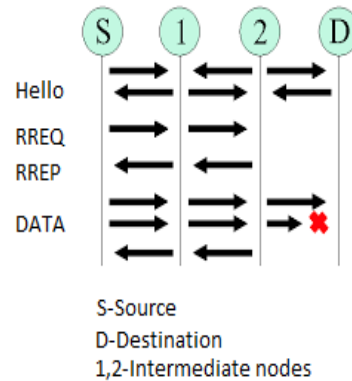 S 1 2 D
Hello
RREQ
RREP
DATA
S-Source
D-Destination
1,2-Intermediate nodes